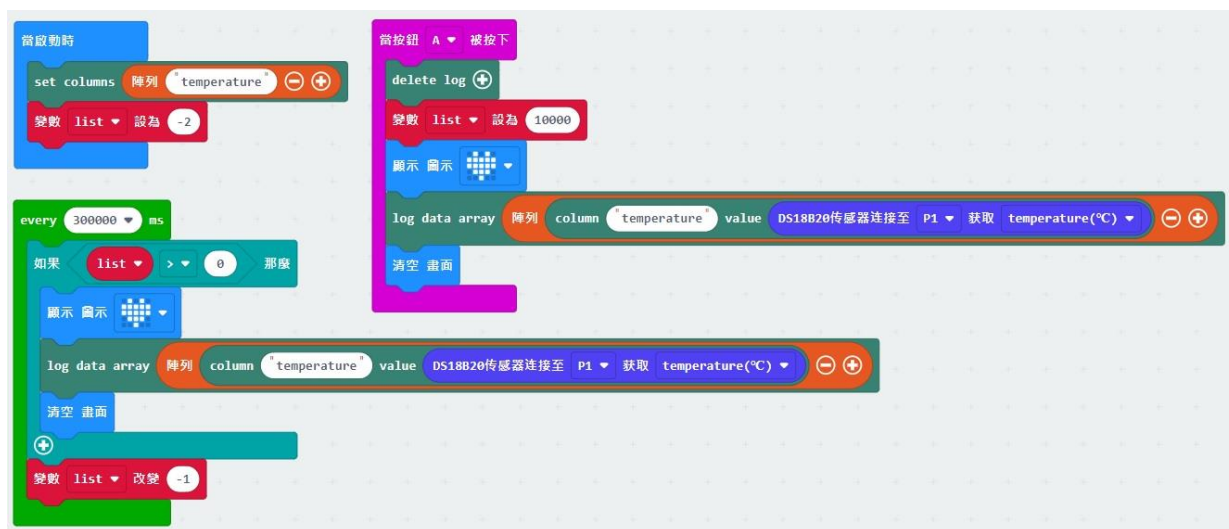 當啟動時
set columns 陣列 "temperature"
變數 list 設為 -2
every 300000 ms
如果 list > 0 那麼
顯示 圖示
log data array 陣列 column "temperature" value DS18B20传感器连接至 P1 获取 temperature(℃)
清空 畫面
變數 list 改變 -1
當按鈕 A 被按下
delete log
變數 list 設為 10000
顯示 圖示
log data array 陣列 column "temperature" value DS18B20传感器连接至 P1 获取 temperature(℃)
清空 畫面